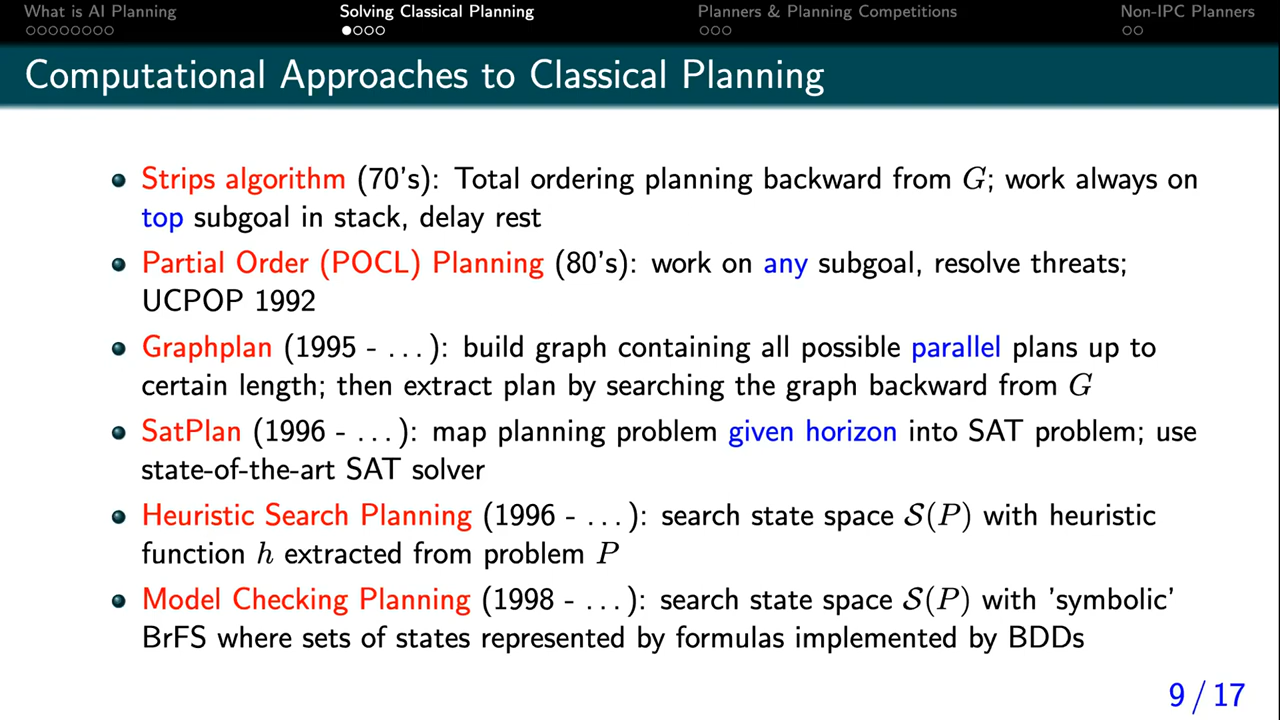 What is AI Planning Solving Classical Planning Planners & Planning Competitions Non-IPC Planners
Computational Approaches to Classical Planning
Strips algorithm (70's): Total ordering planning backward from G; work always on
top subgoal in stack, delay rest
Partial Order (POCL) Planning (80's): work on any subgoal, resolve threats;
UCPOP 1992
Graphplan (1995 - . . . ): build graph containing all possible parallel plans up to
certain length; then extract plan by searching the graph backward from G
SatPlan (1996 - . . . ): map planning problem given horizon into SAT problem; use
state-of-the-art SAT solver
Heuristic Search Planning (1996 - . . . ): search state space 𝒮(P) with heuristic
function h extracted from problem P
Model Checking Planning (1998 - . . . ): search state space 𝒮(P) with 'symbolic'
BrFS where sets of states represented by formulas implemented by BDDs
9 / 17